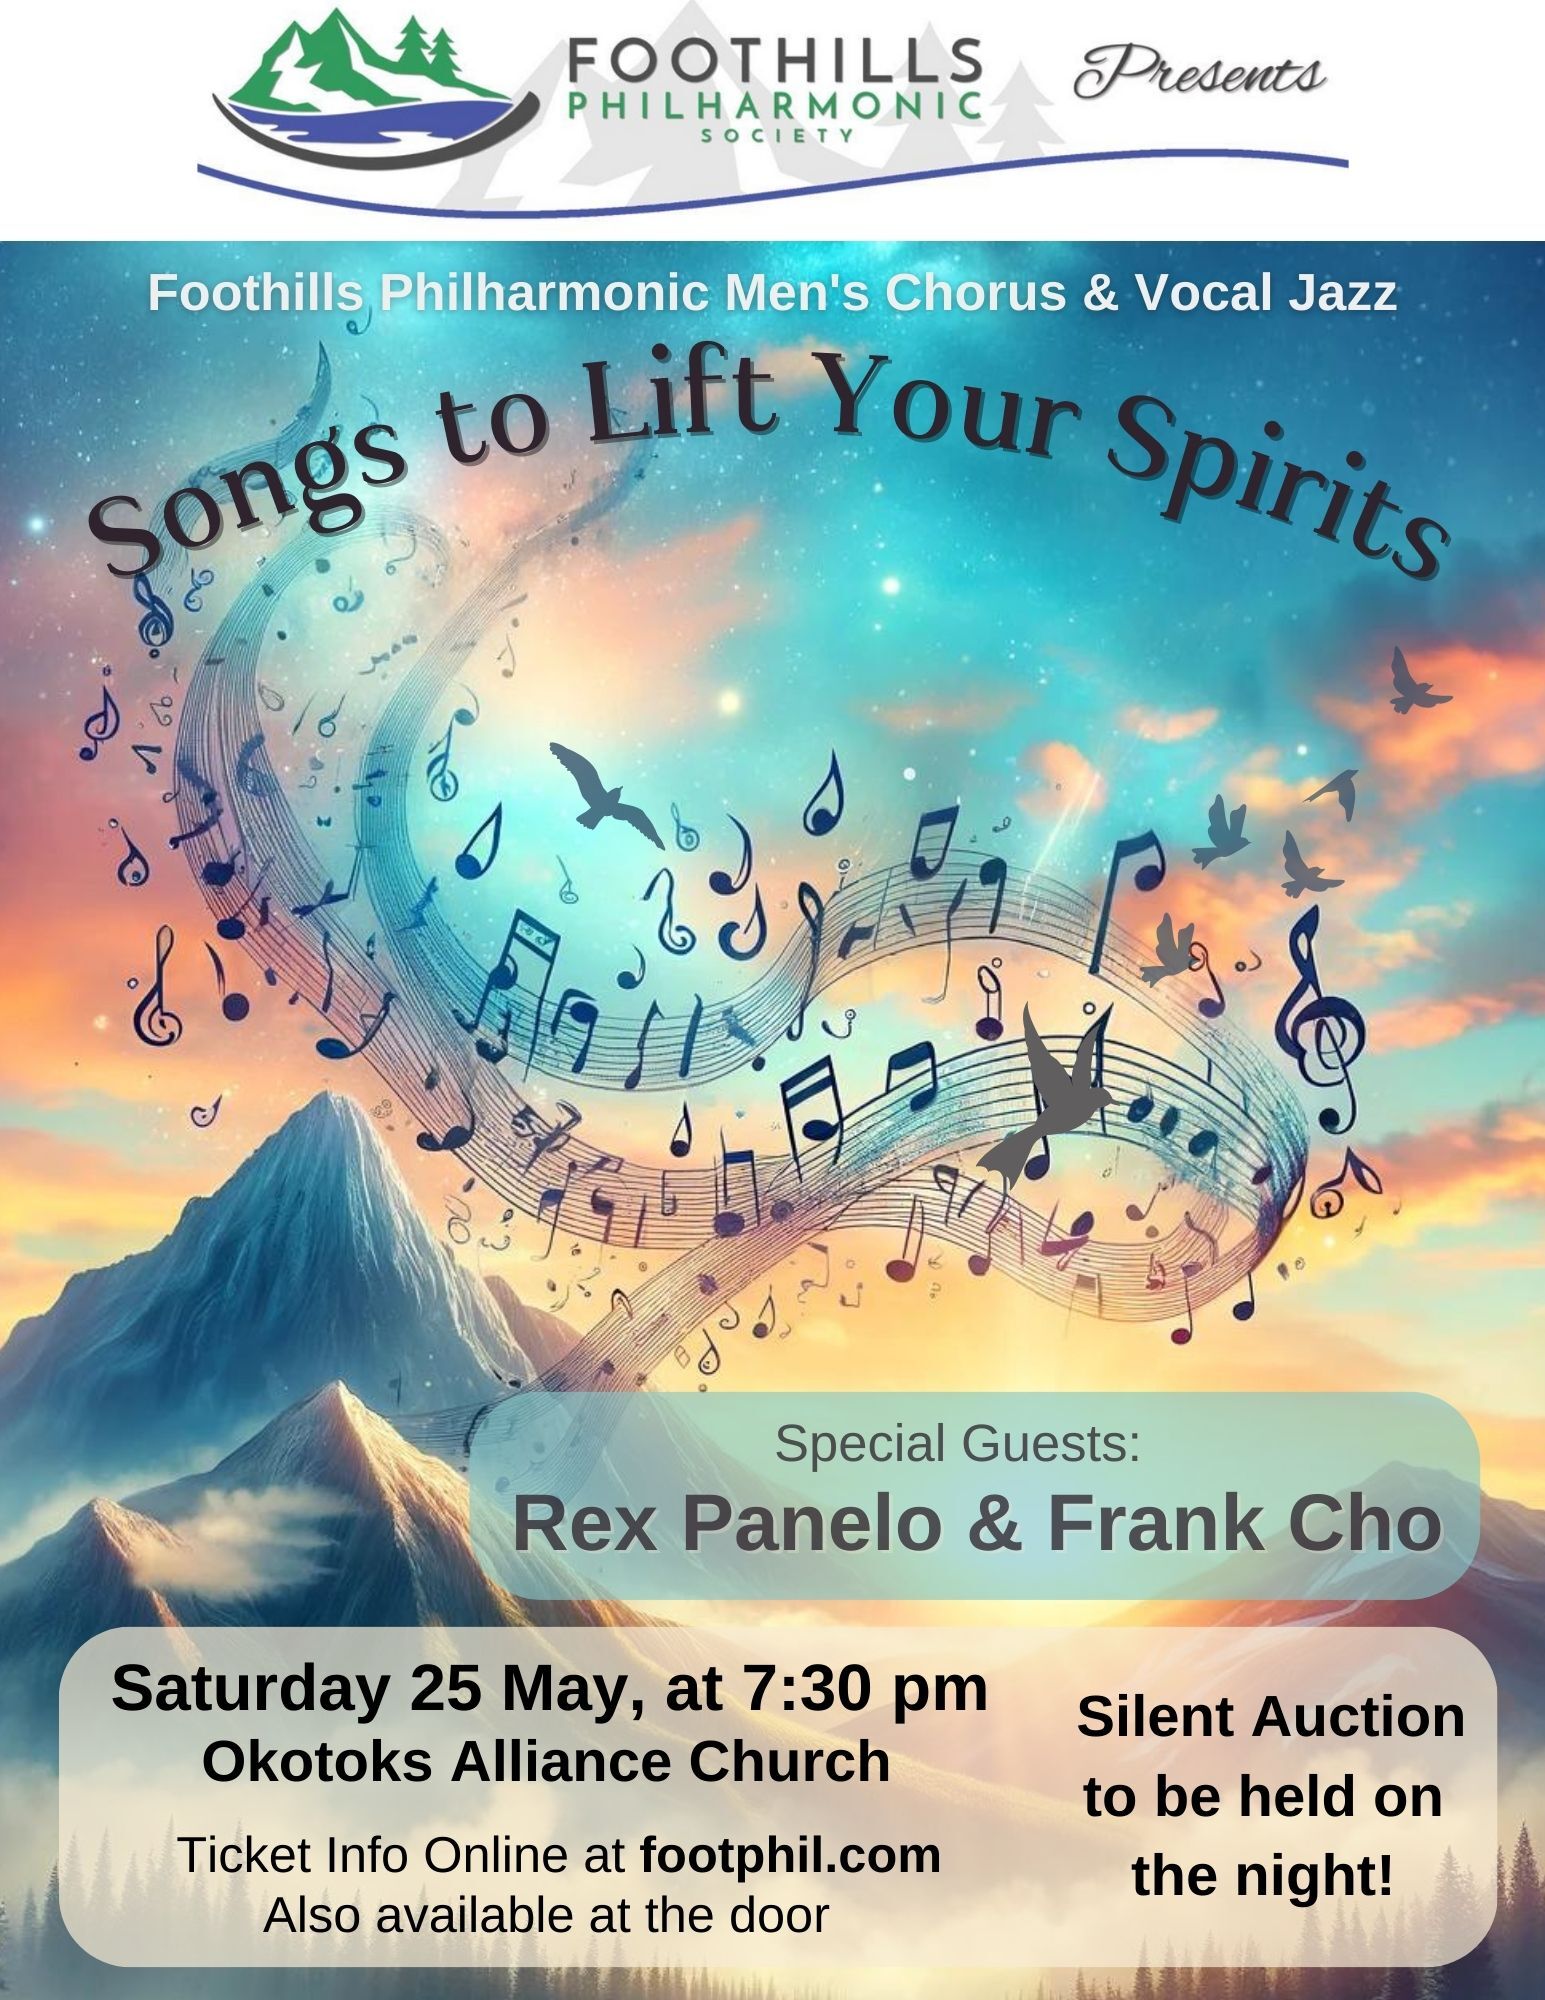 FOOTHILLS
PHILHARMONIC
SOCIETY
Presents
Foothills Philharmonic Men's Chorus & Vocal Jazz
Songs to Lift Your Spirits
Special Guests:
Rex Panelo & Frank Cho
Saturday 25 May, at 7:30 pm
Okotoks Alliance Church
Ticket Info Online at footphil.com
Also available at the door
Silent Auction
to be held on
the night!